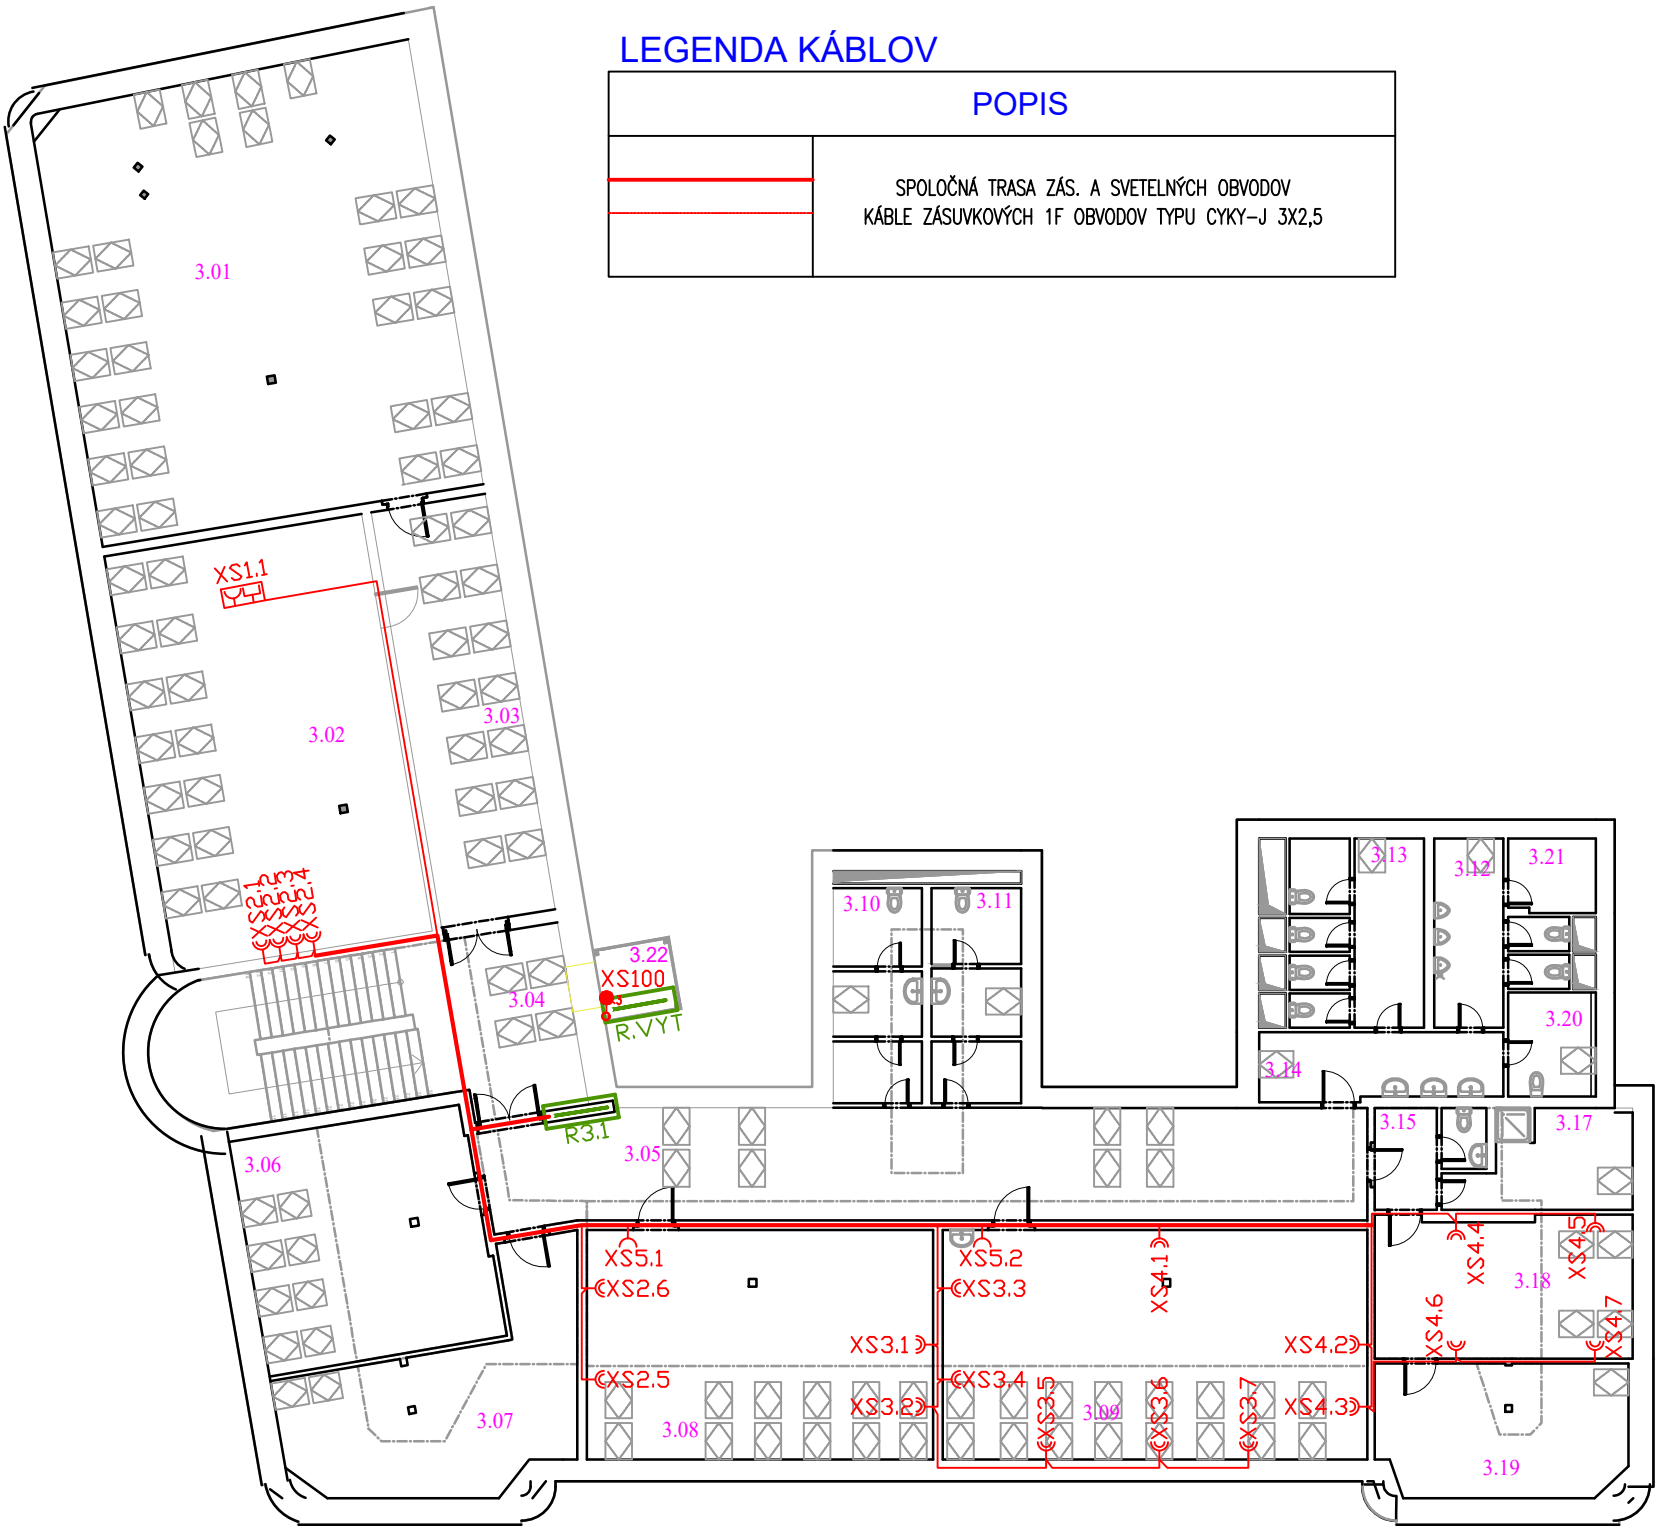 LEGENDA KÁBLOV
POPIS
SPOLOČNÁ TRASA ZÁS. A SVETELNÝCH OBVODOV
KÁBLE ZÁSUVKOVÝCH 1F OBVODOV TYPU CYKY-J 3X2,5
3.01
XS1.1
3.03
3.02
XS2.1
XS2.2
XS2.3
XS2.4
3.13
3.12
3.21
3.10
3.11
3.22
XS100
3.04
R.VYT
3.20
3.14
R3.1
3.05
3.15
3.17
3.06
XS5.1
XS5.2
XS4.1
XS4.4
XS4.5
XS2.6
XS3.3
3.18
XS3.1
XS4.2
XS4.6
XS4.7
XS2.5
XS3.4
XS3.2
XS3.5
XS3.6
XS3.7
XS4.3
3.07
3.08
3.09
3.19